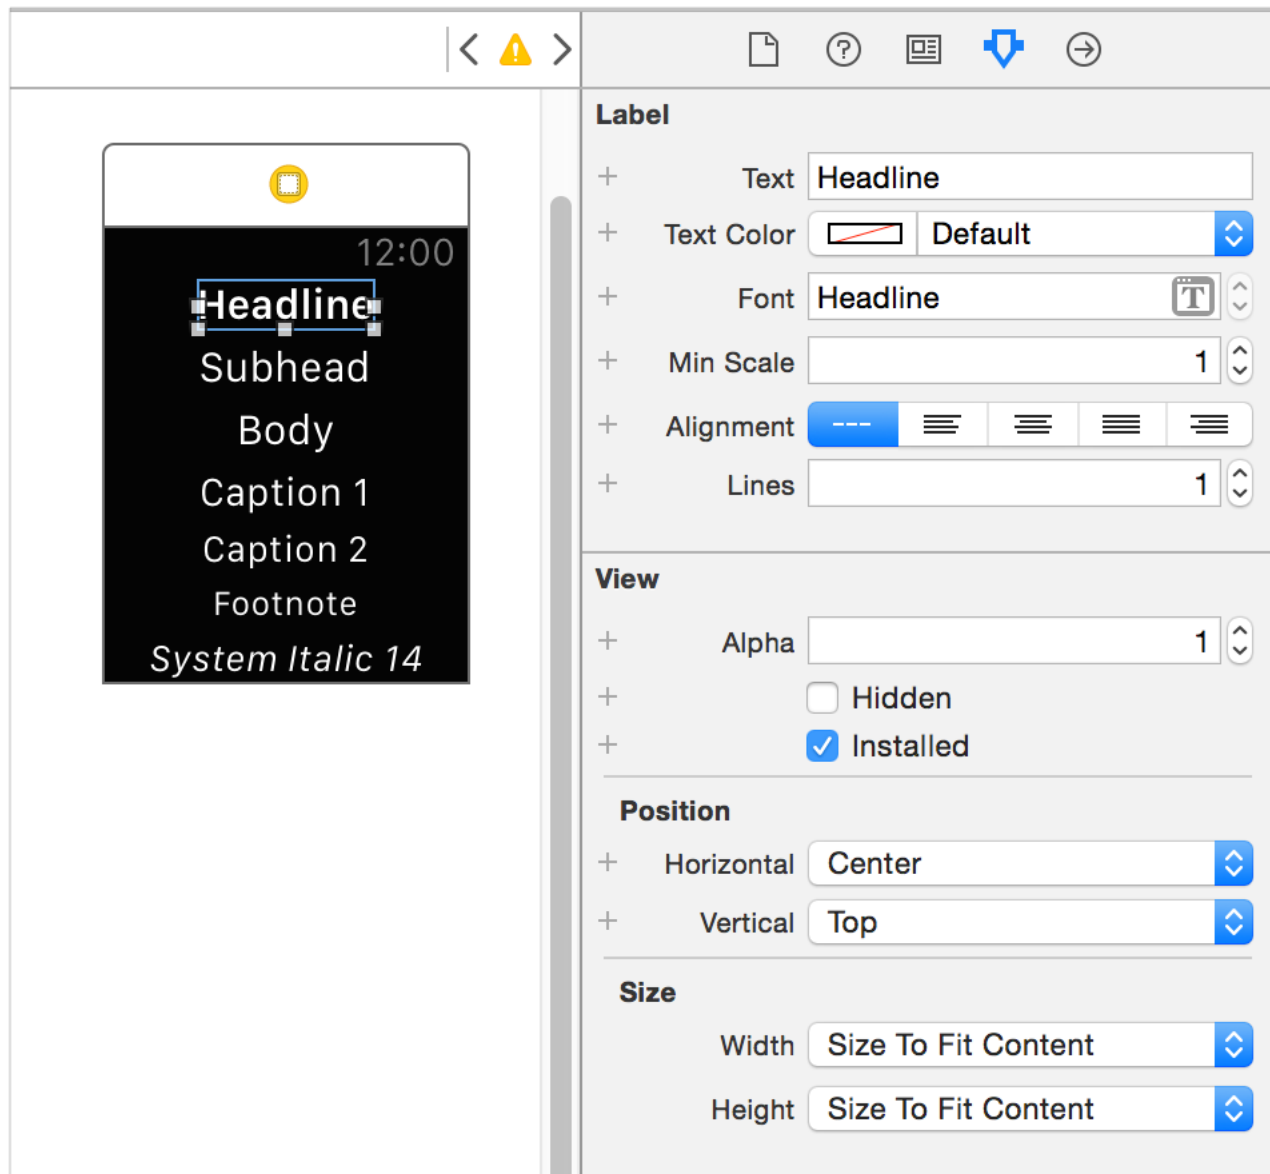 12:00
Headline
Subhead
Body
Caption 1
Caption 2
Footnote
System Italic 14
Label
Text Headline
Text Color Default
Font Headline T
Min Scale 1
Alignment ---
Lines 1
View
Alpha 1
Hidden
Installed
Position
Horizontal Center
Vertical Top
Size
Width Size To Fit Content
Height Size To Fit Content